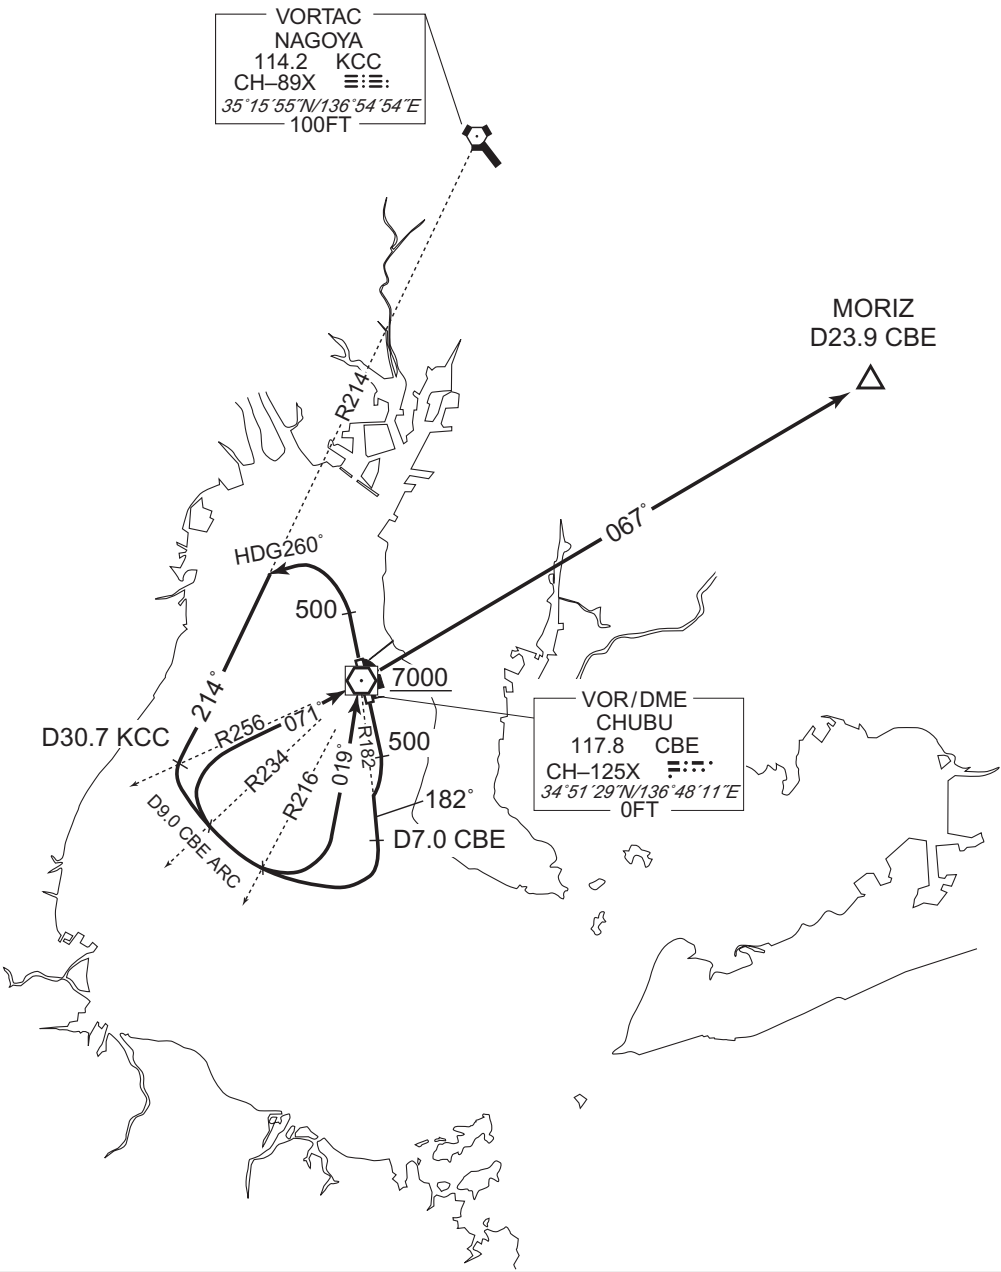 VORTAC
NAGOYA
114.2 KCC
CH–89X
35°15´55˝N/136°54´54˝E
100FT
MORIZ
D23.9 CBE
R214
067°
HDG260°
500
7000
214°
R256
071°
D30.7 KCC
R182
500
R234
019°
R216
182°
D9.0 CBE ARC
D7.0 CBE
VOR/DME
CHUBU
117.8 CBE
CH–125X
34°51´29˝N/136°48´11˝E
0FT